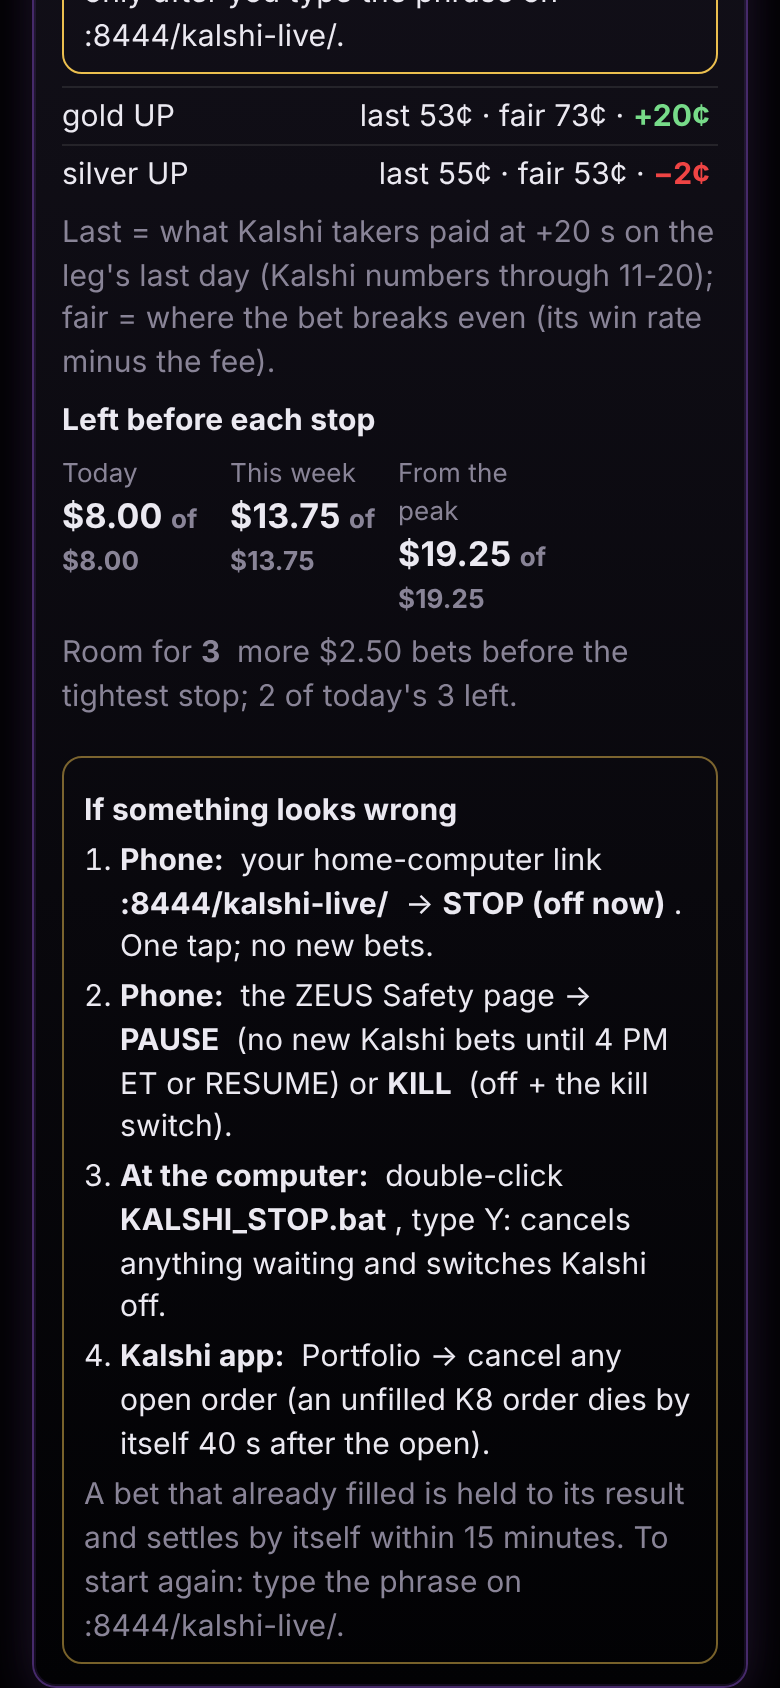 only after you type the phrase on
:8444/kalshi-live/.
gold UP last 53¢ · fair 73¢ · +20¢
silver UP last 55¢ · fair 53¢ · −2¢
Last = what Kalshi takers paid at +20 s on the
leg's last day (Kalshi numbers through 11-20);
fair = where the bet breaks even (its win rate
minus the fee).
Left before each stop
Today
$8.00 of
$8.00
This week
$13.75 of
$13.75
From the
peak
$19.25 of
$19.25
Room for 3 more $2.50 bets before the
tightest stop; 2 of today's 3 left.
If something looks wrong
1. Phone: your home-computer link
:8444/kalshi-live/ → STOP (off now) .
One tap; no new bets.
2. Phone: the ZEUS Safety page →
PAUSE (no new Kalshi bets until 4 PM
ET or RESUME) or KILL (off + the kill
switch).
3. At the computer: double-click
KALSHI_STOP.bat , type Y: cancels
anything waiting and switches Kalshi
off.
4. Kalshi app: Portfolio → cancel any
open order (an unfilled K8 order dies by
itself 40 s after the open).
A bet that already filled is held to its result
and settles by itself within 15 minutes. To
start again: type the phrase on
:8444/kalshi-live/.